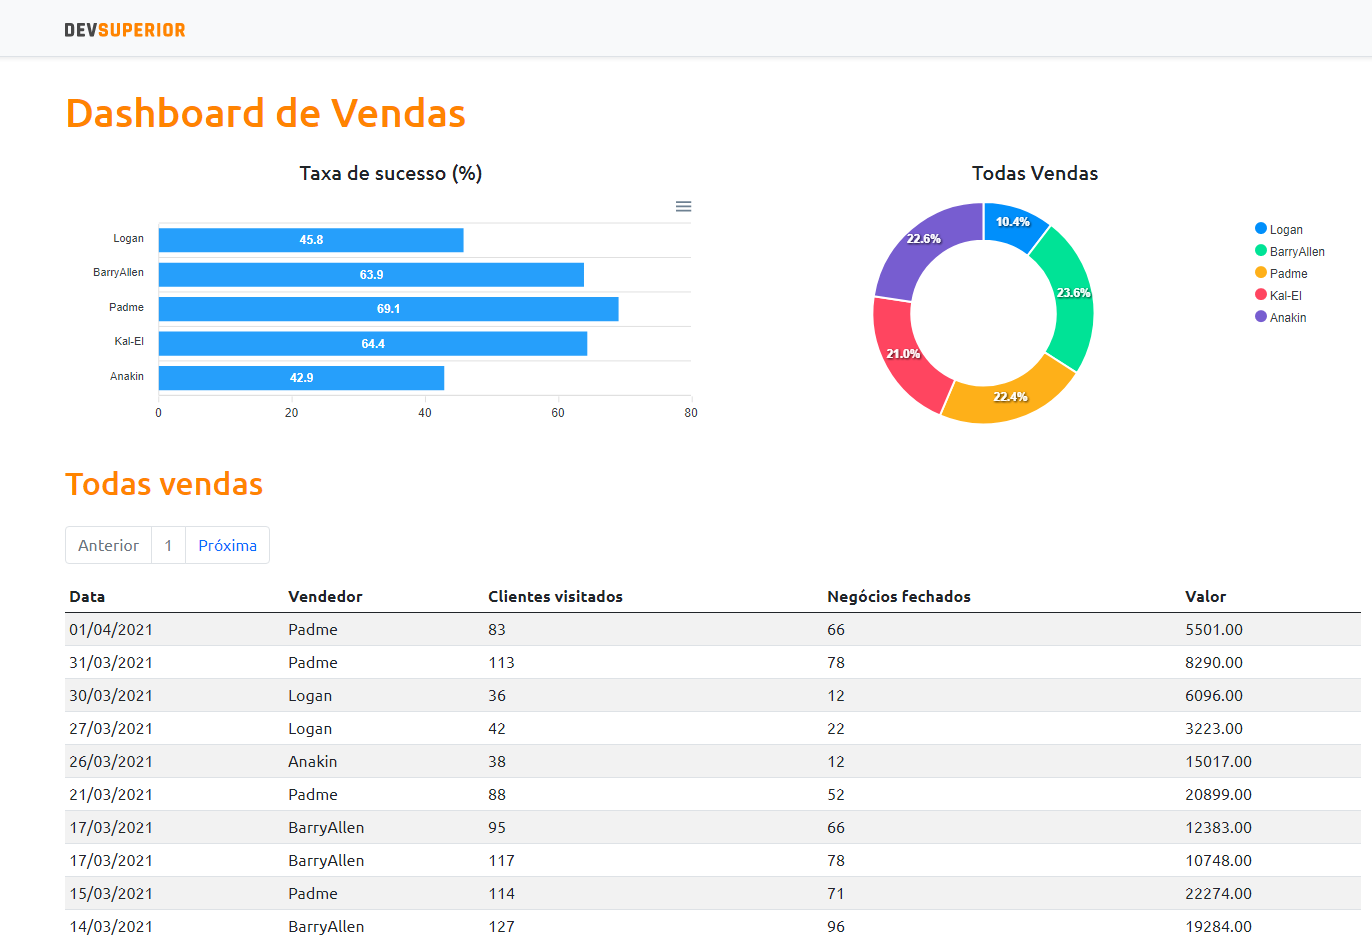 DEVSUPERIOR
Dashboard de Vendas
Taxa de sucesso (%)
Logan 45.8
BarryAllen 63.9
Padme 69.1
Kal-El 64.4
Anakin 42.9
0 20 40 60 80
Todas Vendas
10.4%
23.6%
22.4%
21.0%
22.6%
Logan
BarryAllen
Padme
Kal-El
Anakin
Todas vendas
Anterior 1 Próxima
Data Vendedor Clientes visitados Negócios fechados Valor
01/04/2021 Padme 83 66 5501.00
31/03/2021 Padme 113 78 8290.00
30/03/2021 Logan 36 12 6096.00
27/03/2021 Logan 42 22 3223.00
26/03/2021 Anakin 38 12 15017.00
21/03/2021 Padme 88 52 20899.00
17/03/2021 BarryAllen 95 66 12383.00
17/03/2021 BarryAllen 117 78 10748.00
15/03/2021 Padme 114 71 22274.00
14/03/2021 BarryAllen 127 96 19284.00